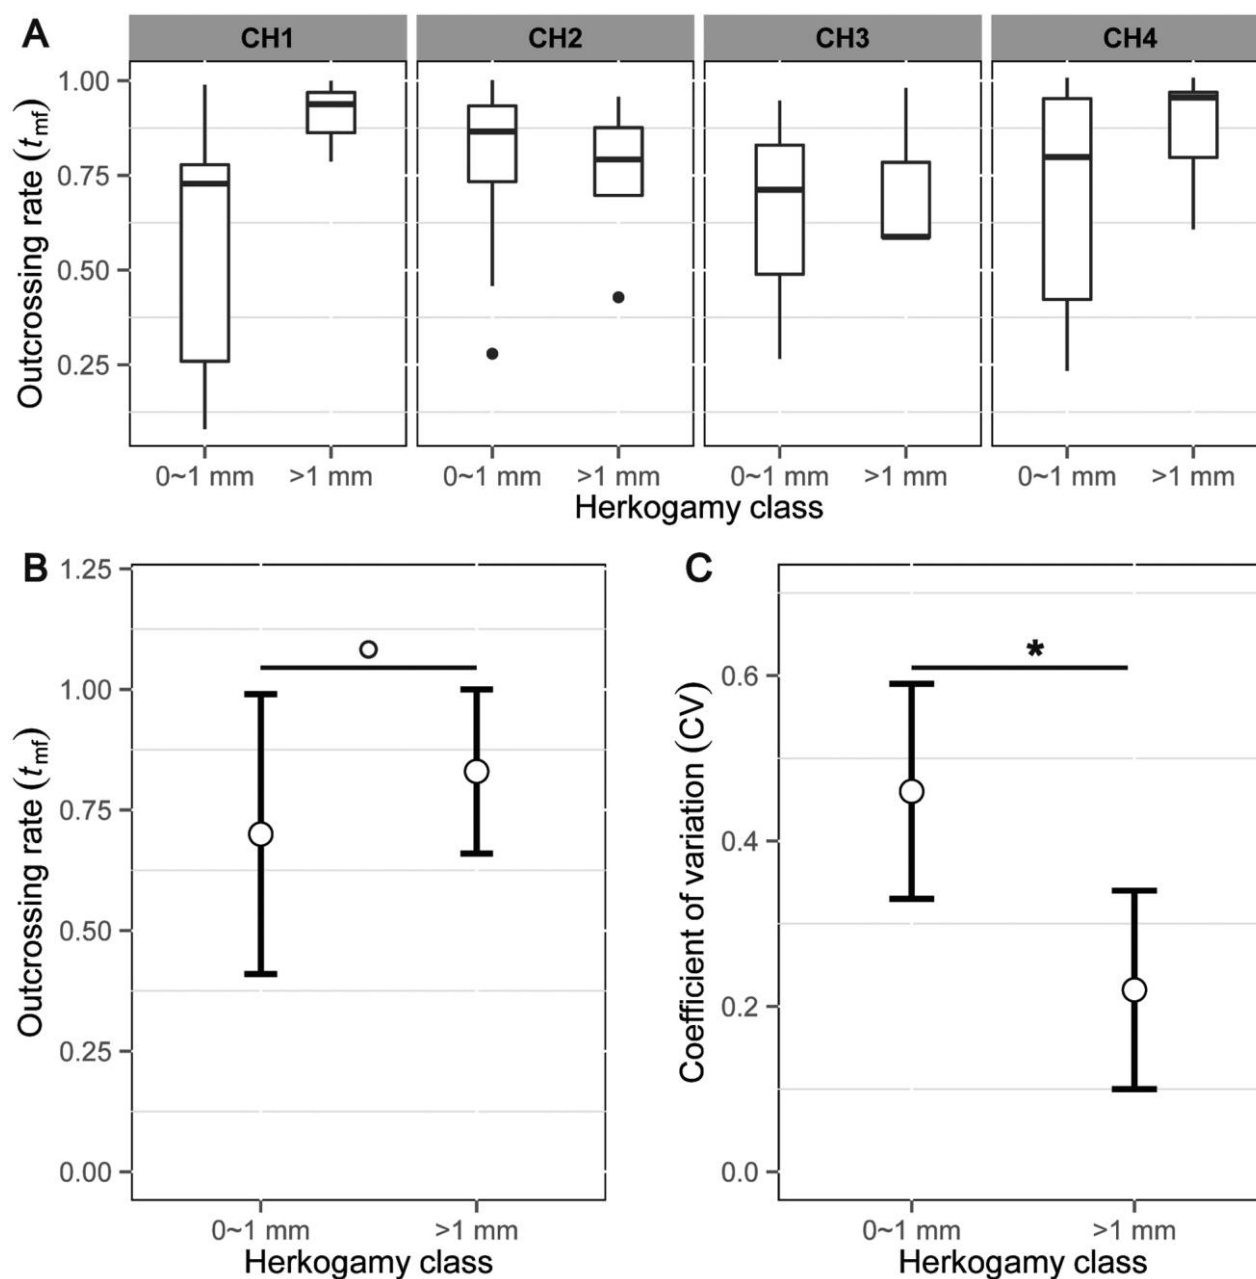 A
CH1 CH2 CH3 CH4
Outcrossing rate (tmf)
1.00
0.75
0.50
0.25
0~1 mm >1 mm 0~1 mm >1 mm 0~1 mm >1 mm 0~1 mm >1 mm
Herkogamy class
B
Outcrossing rate (tmf)
1.25
1.00
0.75
0.50
0.25
0.00
0~1 mm >1 mm
Herkogamy class
C
Coefficient of variation (CV)
*
0.6
0.4
0.2
0.0
0~1 mm >1 mm
Herkogamy class